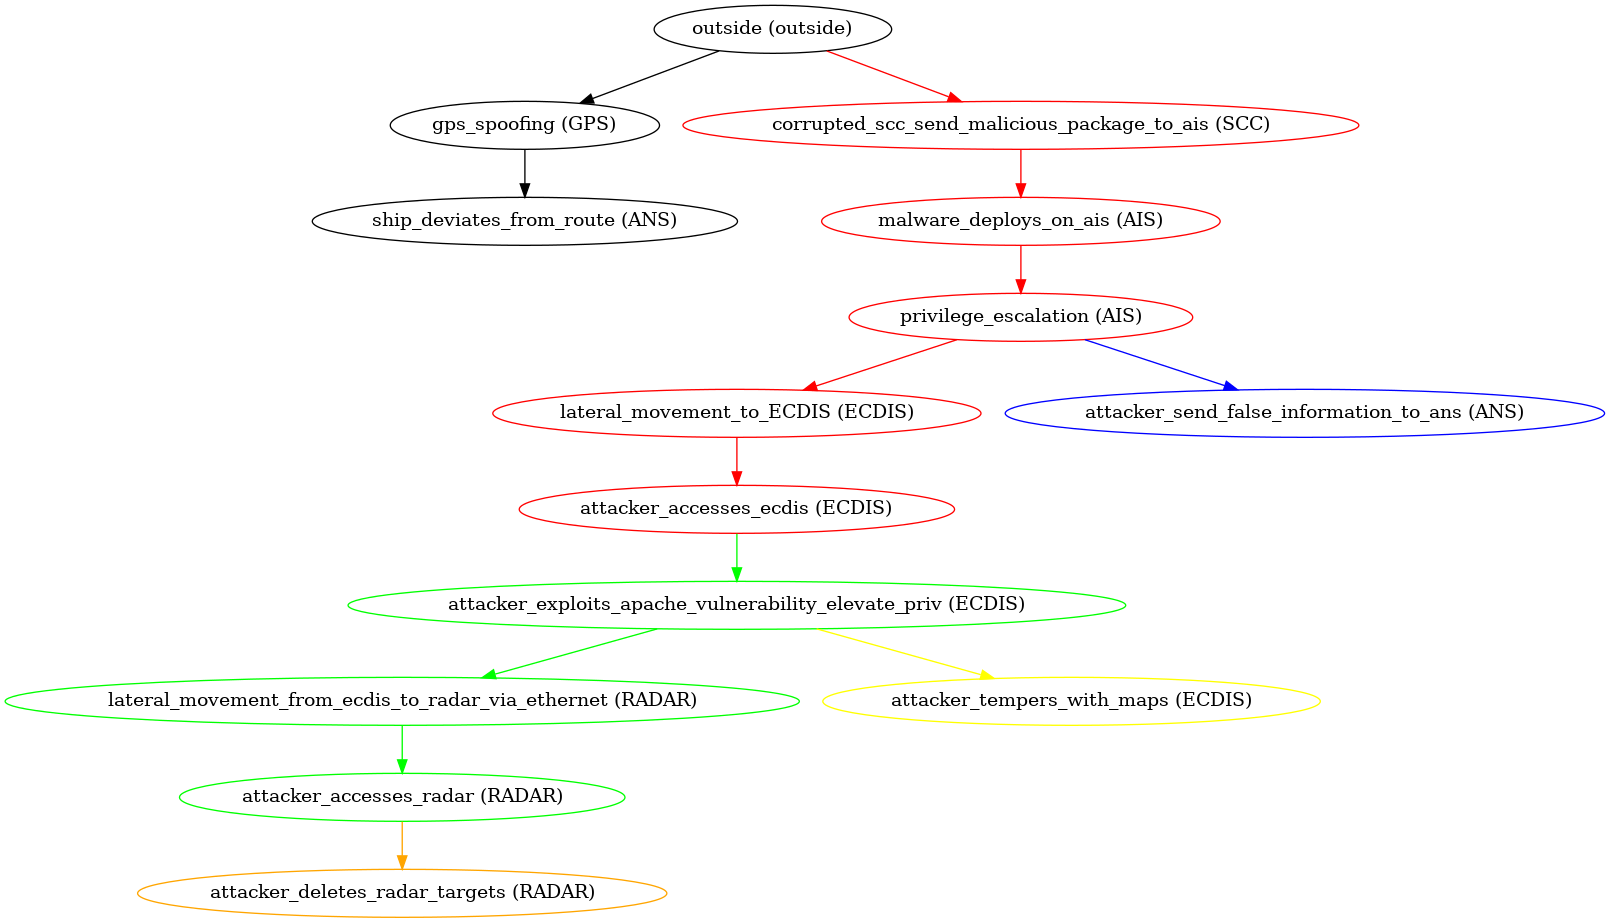 outside (outside)
gps_spoofing (GPS)
corrupted_scc_send_malicious_package_to_ais (SCC)
ship_deviates_from_route (ANS)
malware_deploys_on_ais (AIS)
privilege_escalation (AIS)
lateral_movement_to_ECDIS (ECDIS)
attacker_send_false_information_to_ans (ANS)
attacker_accesses_ecdis (ECDIS)
attacker_exploits_apache_vulnerability_elevate_priv (ECDIS)
lateral_movement_from_ecdis_to_radar_via_ethernet (RADAR)
attacker_tempers_with_maps (ECDIS)
attacker_accesses_radar (RADAR)
attacker_deletes_radar_targets (RADAR)